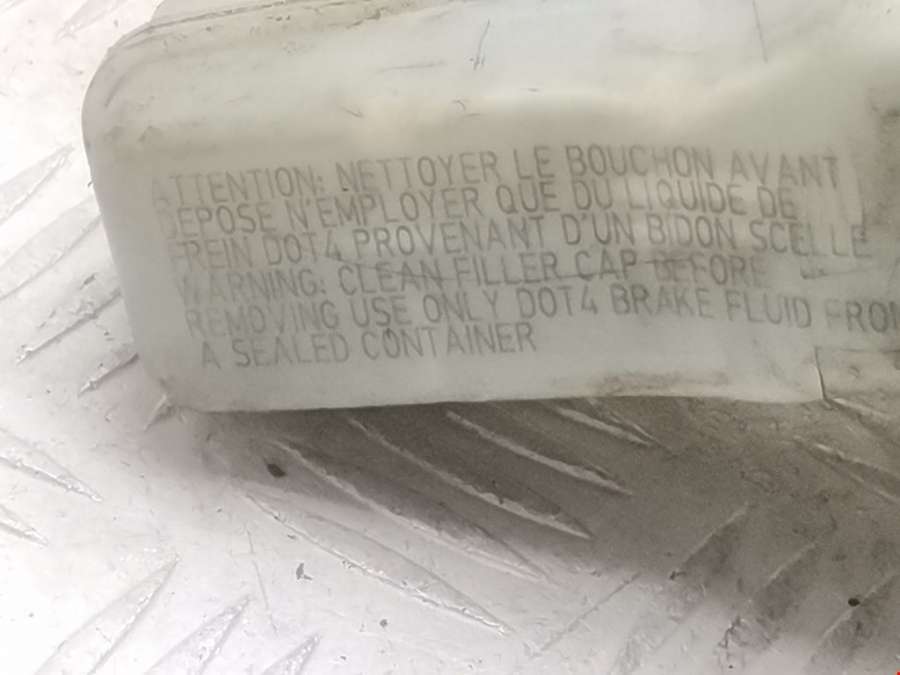 ATTENTION: NETTOYER LE BOUCHON AVANT
DEPOSE N'EMPLOYER QUE DU LIQUIDE DE
FREIN DOT4 PROVENANT D'UN BIDON SCELLE
WARNING: CLEAN FILLER CAP BEFORE
REMOVING USE ONLY DOT4 BRAKE FLUID FROM
A SEALED CONTAINER